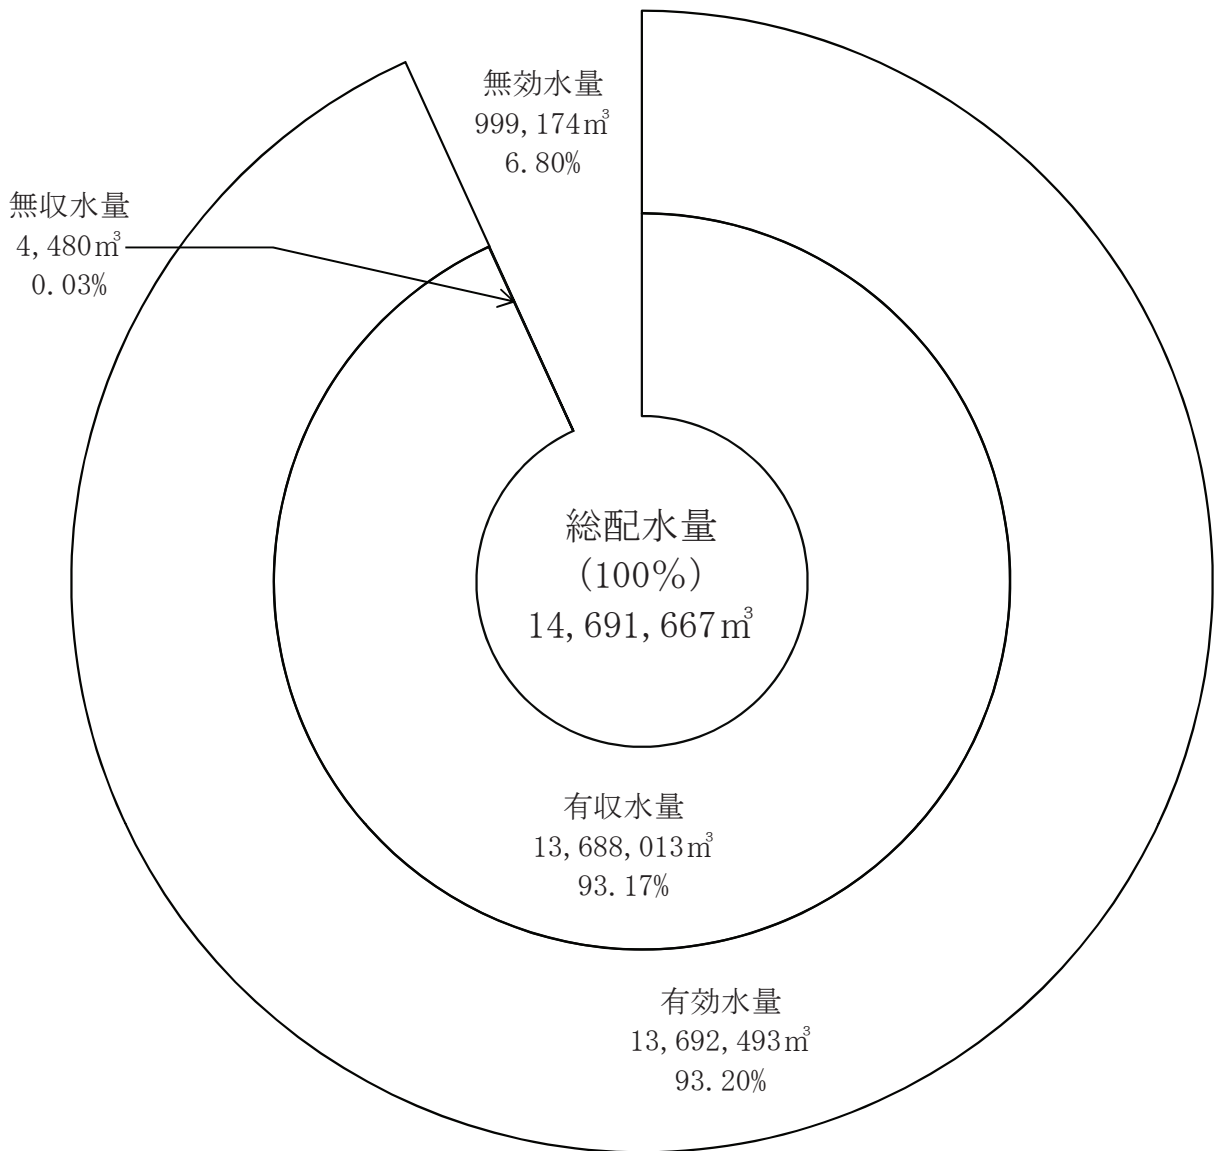 無効水量
999,174㎥
6.80%
無収水量
4,480㎥
0.03%
総配水量
(100%)
14,691,667㎥
有収水量
13,688,013㎥
93.17%
有効水量
13,692,493㎥
93.20%